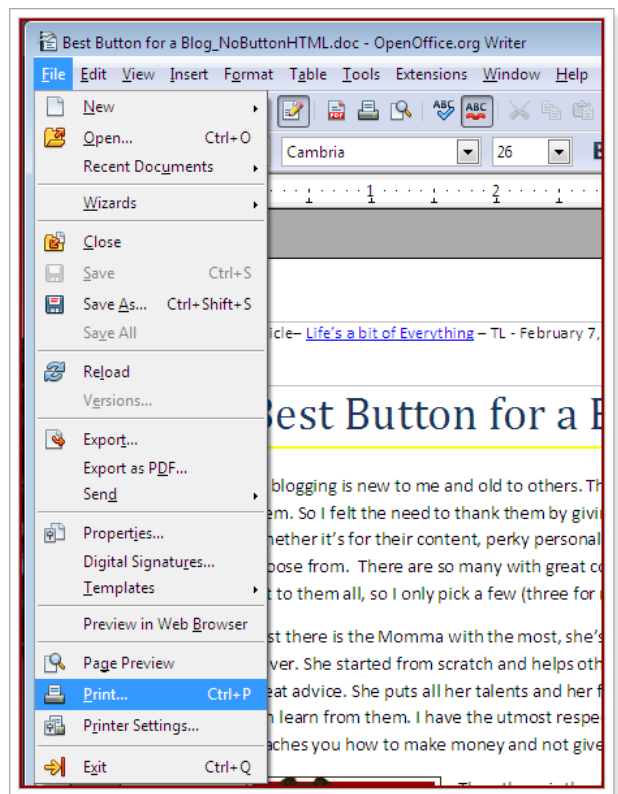 Best Button for a Blog_NoButtonHTML.doc - OpenOffice.org Writer
File Edit View Insert Format Table Tools Extensions Window Help
New
Open... Ctrl+O
Recent Documents
Wizards
Close
Save Ctrl+S
Save As... Ctrl+Shift+S
Save All
Reload
Versions...
Export...
Export as PDF...
Send
Properties...
Digital Signatures...
Templates
Preview in Web Browser
Page Preview
Print... Ctrl+P
Printer Settings...
Exit Ctrl+Q
ABC ABC
Cambria 26 B
1 2
icle– Life's a bit of Everything – TL - February 7,
Best Button for a B
blogging is new to me and old to others. Th
em. So I felt the need to thank them by givi
hether it's for their content, perky personal
oose from. There are so many with great co
t to them all, so I only pick a few (three for
st there is the Momma with the most, she's
ver. She started from scratch and helps oth
eat advice. She puts all her talents and her f
n learn from them. I have the utmost respe
aches you how to make money and not give